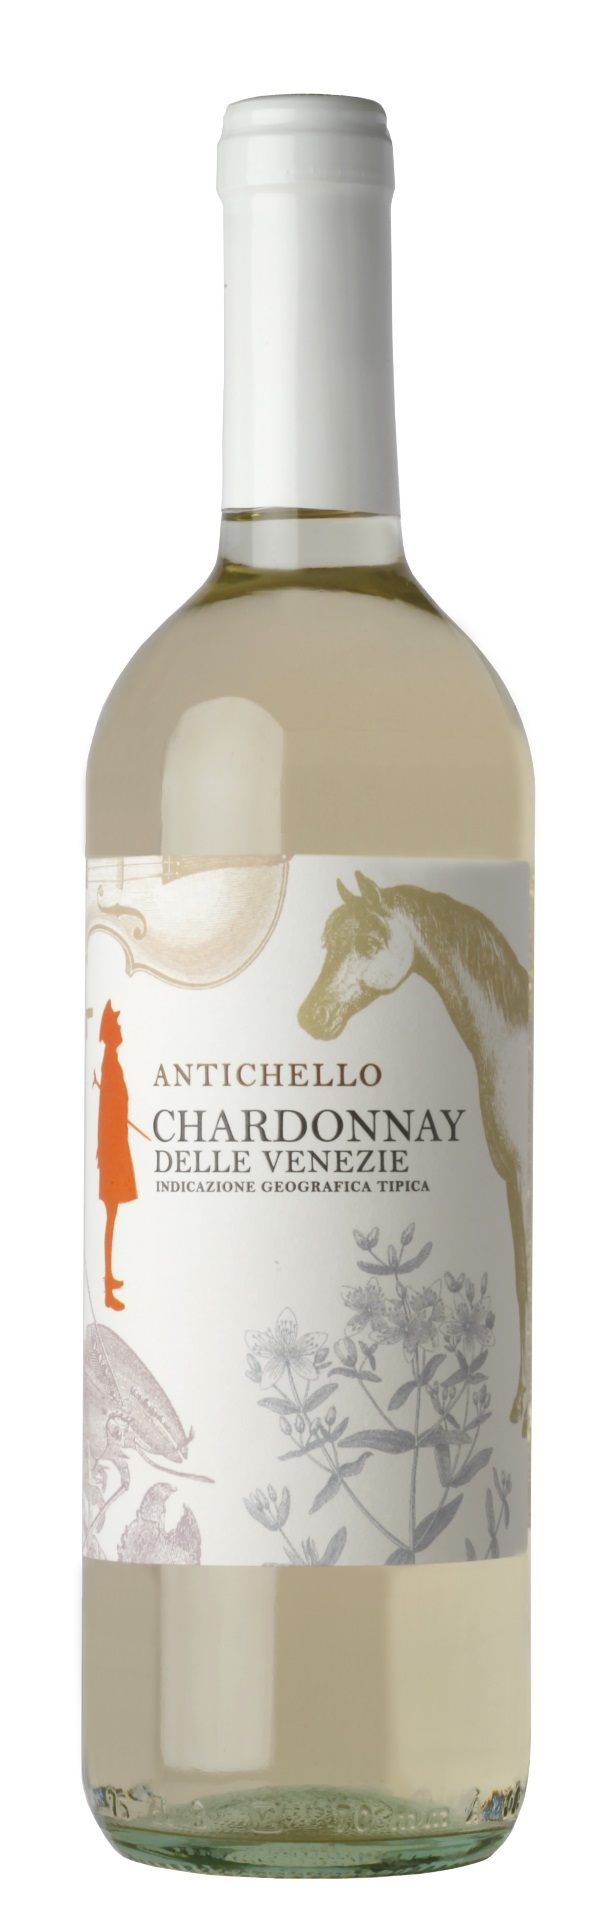 ANTICHELLO
CHARDONNAY
DELLE VENEZIE
INDICAZIONE GEOGRAFICA TIPICA